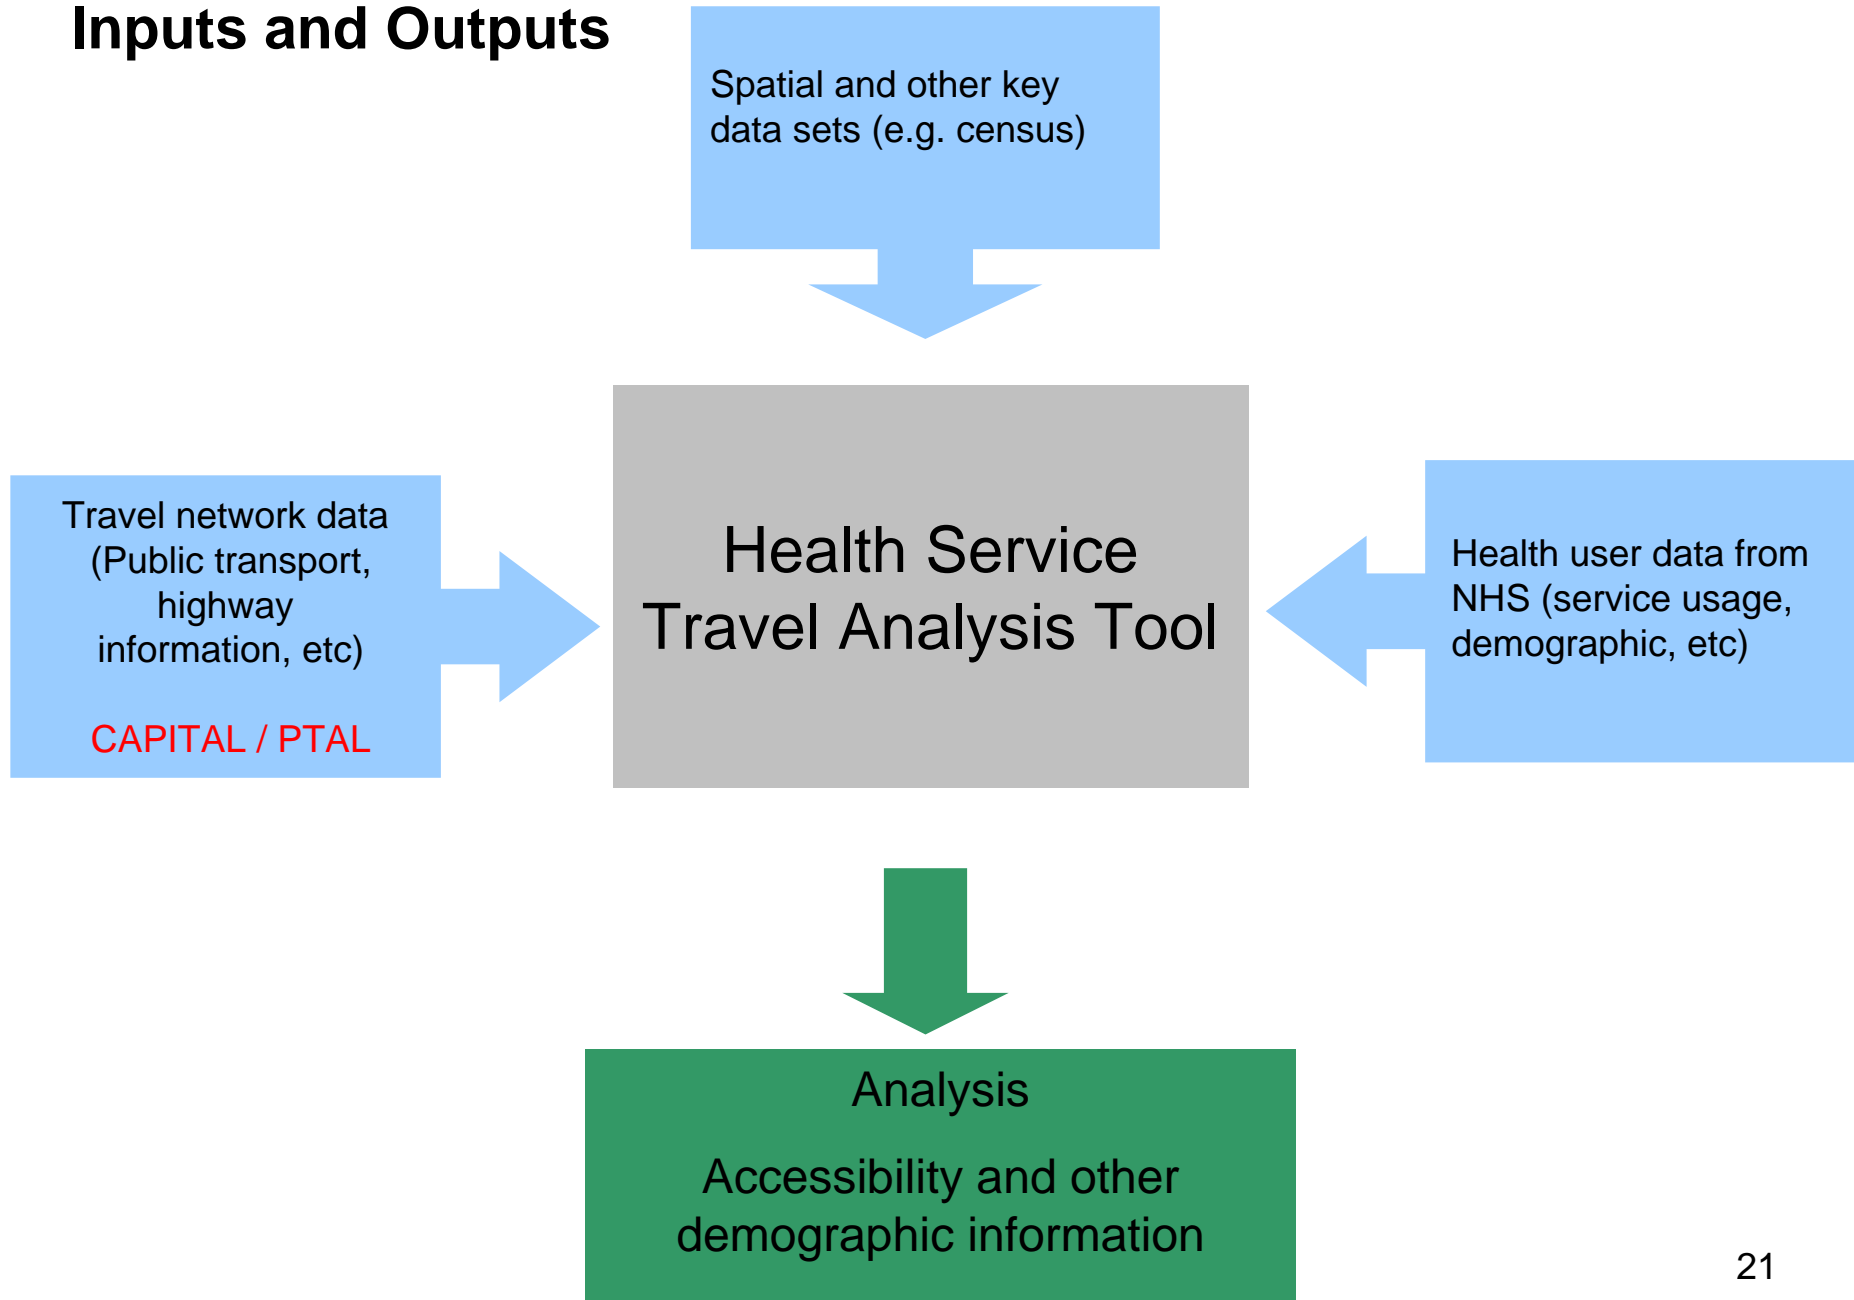 Inputs and Outputs
Spatial and other key
data sets (e.g. census)
Travel network data
(Public transport,
highway
information, etc)
CAPITAL / PTAL
Health Service
Travel Analysis Tool
Health user data from
NHS (service usage,
demographic, etc)
Analysis
Accessibility and other
demographic information
21